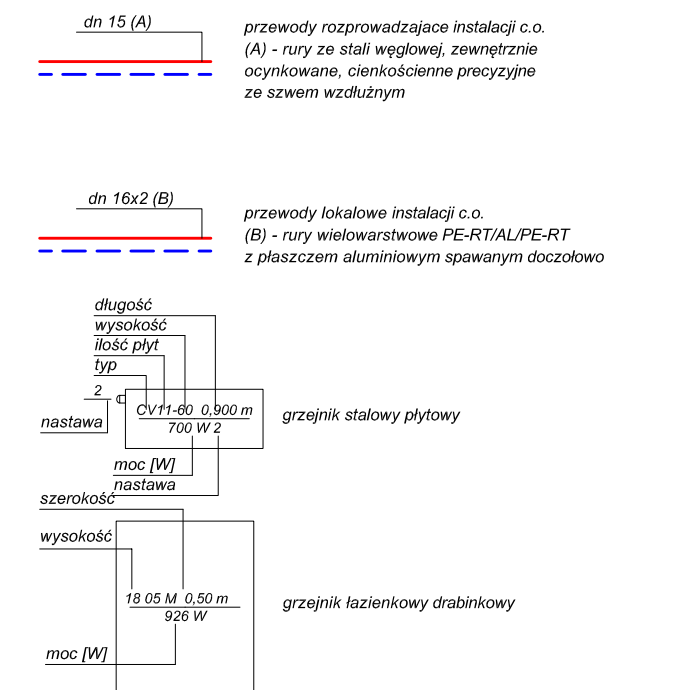 dn 15 (A)
przewody rozprowadzajace instalacji c.o.
(A) - rury ze stali węglowej, zewnętrznie
ocynkowane, cienkościenne precyzyjne
ze szwem wzdłużnym
dn 16x2 (B)
przewody lokalowe instalacji c.o.
(B) - rury wielowarstwowe PE-RT/AL/PE-RT
z płaszczem aluminiowym spawanym doczołowo
długość
wysokość
ilość płyt
typ
2
nastawa
CV11-60 0,900 m
700 W 2
grzejnik stalowy płytowy
moc [W]
nastawa
szerokość
wysokość
18 05 M 0,50 m
926 W
grzejnik łazienkowy drabinkowy
moc [W]